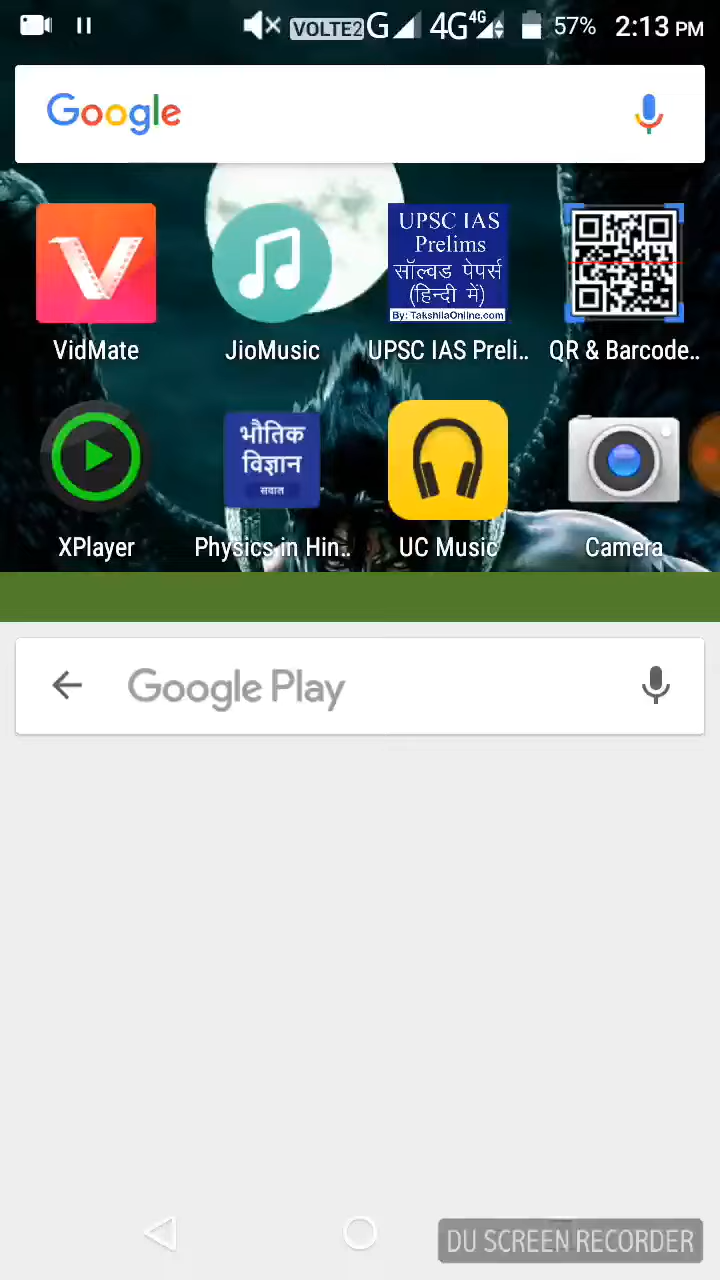 VOLTE2 G 4G 4G 57% 2:13 PM
Google
UPSC IAS
Prelims
सॉल्वड पेपर्स
(हिन्दी में)
By: TakshilaOnline.com
VidMate JioMusic UPSC IAS Preli.. QR & Barcode..
भौतिक
विज्ञान
सवाल
XPlayer Physics in Hin.. UC Music Camera
Google Play
DU SCREEN RECORDER